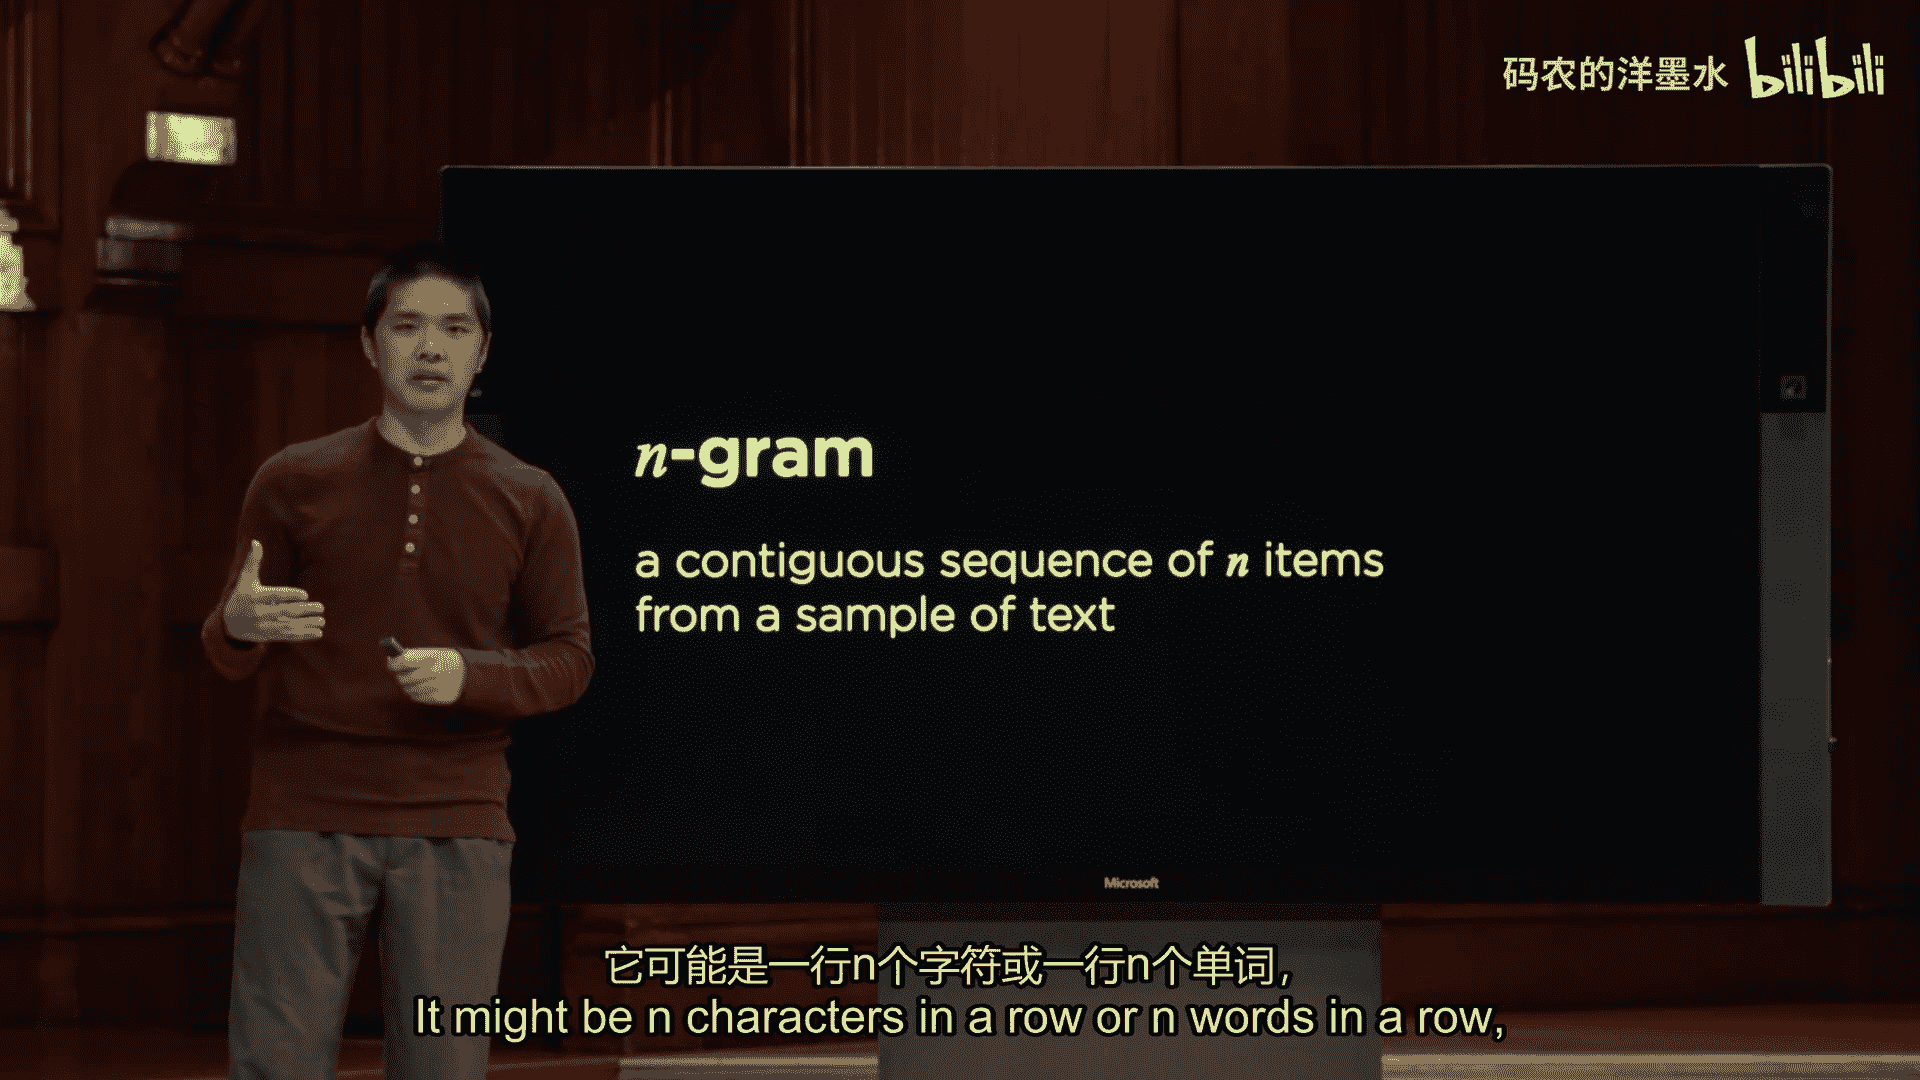 码农的洋墨水 bilibili
n-gram
a contiguous sequence of n items
from a sample of text
Microsoft
它可能是一行n个字符或一行n个单词，
It might be n characters in a row or n words in a row,